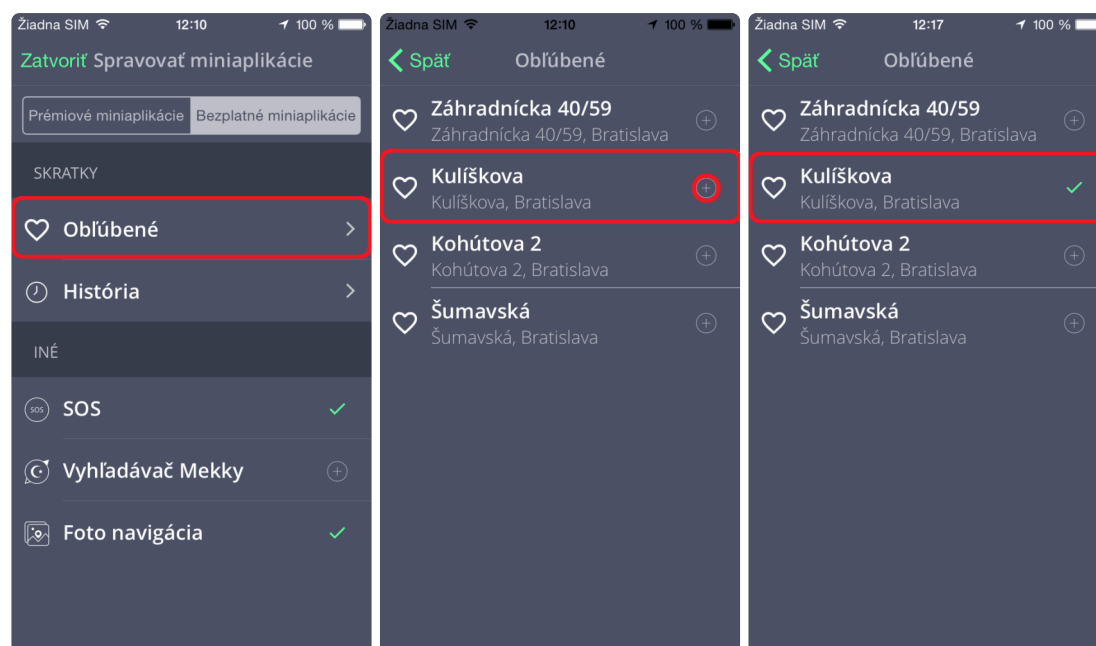 Žiadna SIM 12:10 100 %
Zatvoriť Spravovať miniaplikácie
Prémiové miniaplikácie Bezplatné miniaplikácie
SKRATKY
Obľúbené
História
INÉ
SOS SOS
Vyhľadávač Mekky
Foto navigácia
Žiadna SIM 12:10 100 %
Späť Obľúbené
Záhradnícka 40/59
Záhradnícka 40/59, Bratislava
Kulíškova
Kulíškova, Bratislava
Kohútova 2
Kohútova 2, Bratislava
Šumavská
Šumavská, Bratislava
Žiadna SIM 12:17 100 %
Späť Obľúbené
Záhradnícka 40/59
Záhradnícka 40/59, Bratislava
Kulíškova
Kulíškova, Bratislava
Kohútova 2
Kohútova 2, Bratislava
Šumavská
Šumavská, Bratislava